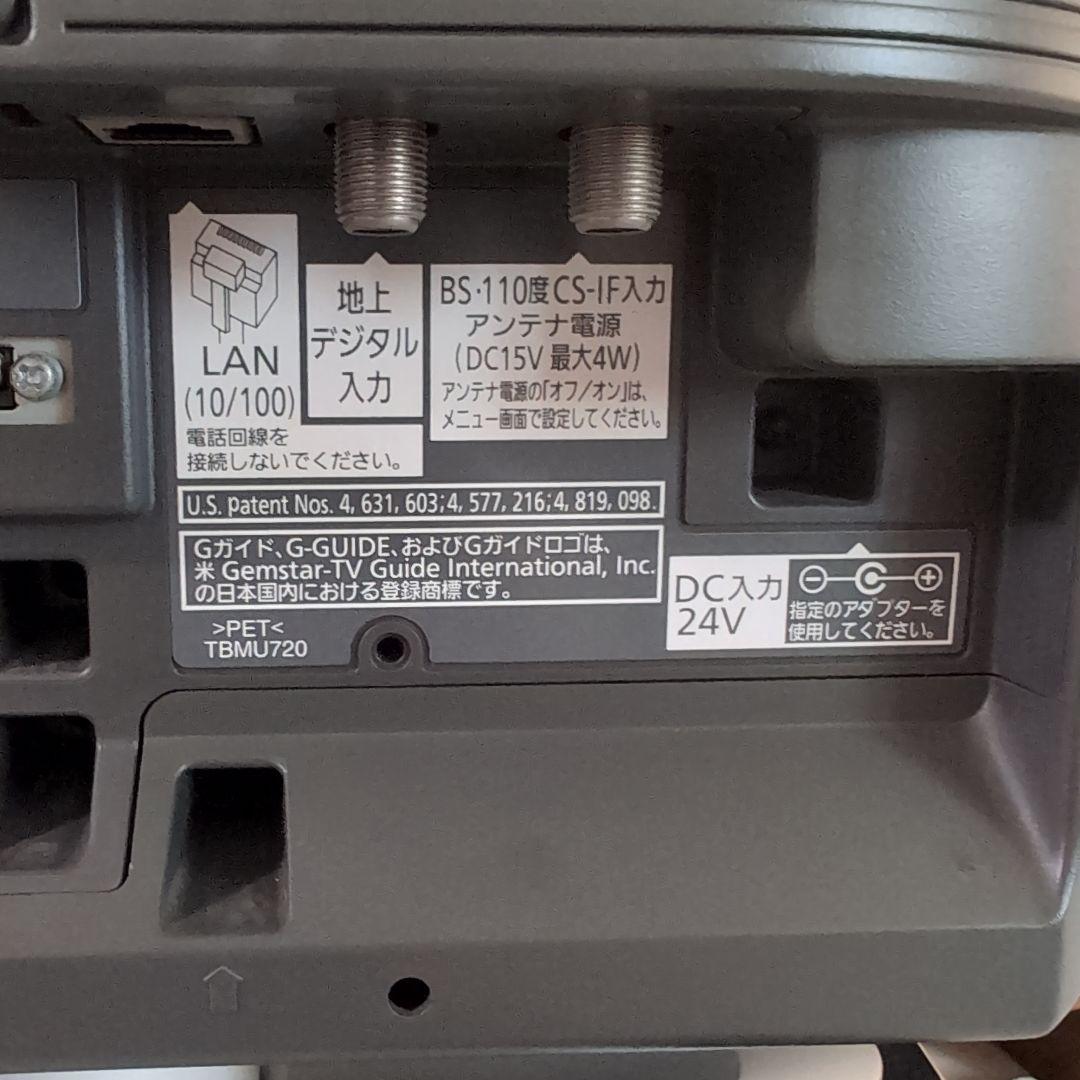 LAN
(10/100)
電話回線を
接続しないでください。
地上
デジタル
入力
BS・110度CS-IF入力
アンテナ電源
(DC15V 最大4W)
アンテナ電源の「オフ/オン」は、
メニュー画面で設定してください。
U.S. Patent Nos. 4, 631, 603;4, 577, 216;4, 819, 098.
Gガイド、G-GUIDE、およびGガイドロゴは、
米 Gemstar-TV Guide International, Inc.
の日本国内における登録商標です。
>PET<
TBMU720
DC入力
24V
指定のアダプターを
使用してください。